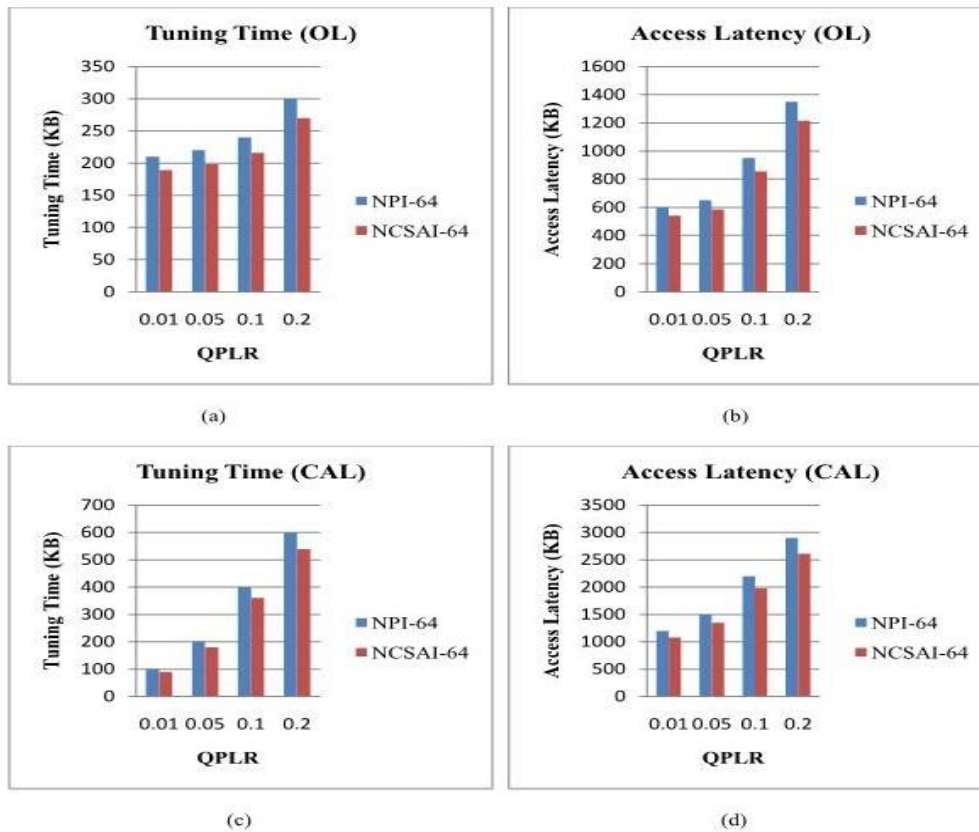 Tuning Time (OL)
Tuning Time (KB)
350
300
250
200
150
100
50
0
0.01 0.05 0.1 0.2
QPLR
NPI-64
NCSAI-64
(a)
Access Latency (OL)
Access Latency (KB)
1600
1400
1200
1000
800
600
400
200
0
0.01 0.05 0.1 0.2
QPLR
NPI-64
NCSAI-64
(b)
Tuning Time (CAL)
Tuning Time (KB)
700
600
500
400
300
200
100
0
0.01 0.05 0.1 0.2
QPLR
NPI-64
NCSAI-64
(c)
Access Latency (CAL)
Access Latency (KB)
3500
3000
2500
2000
1500
1000
500
0
0.01 0.05 0.1 0.2
QPLR
NPI-64
NCSAI-64
(d)